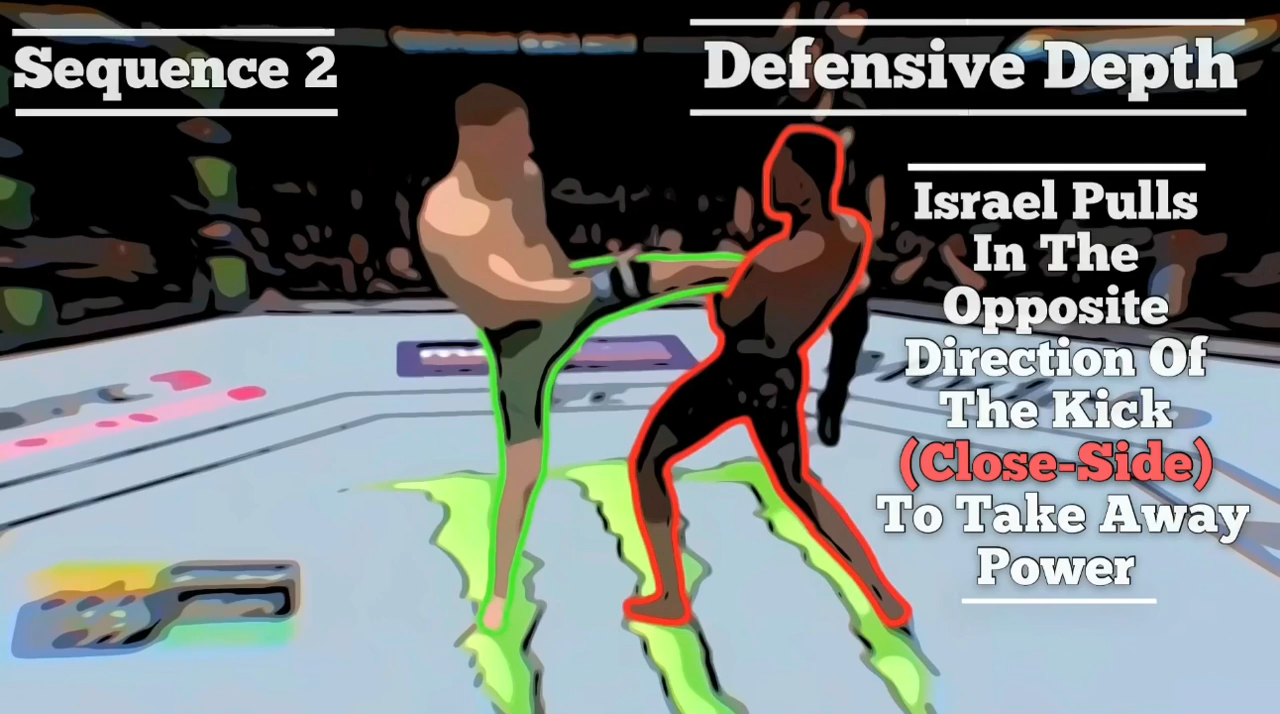 Sequence 2
Defensive Depth
Israel Pulls
In The
Opposite
Direction Of
The Kick
(Close-Side)
To Take Away
Power